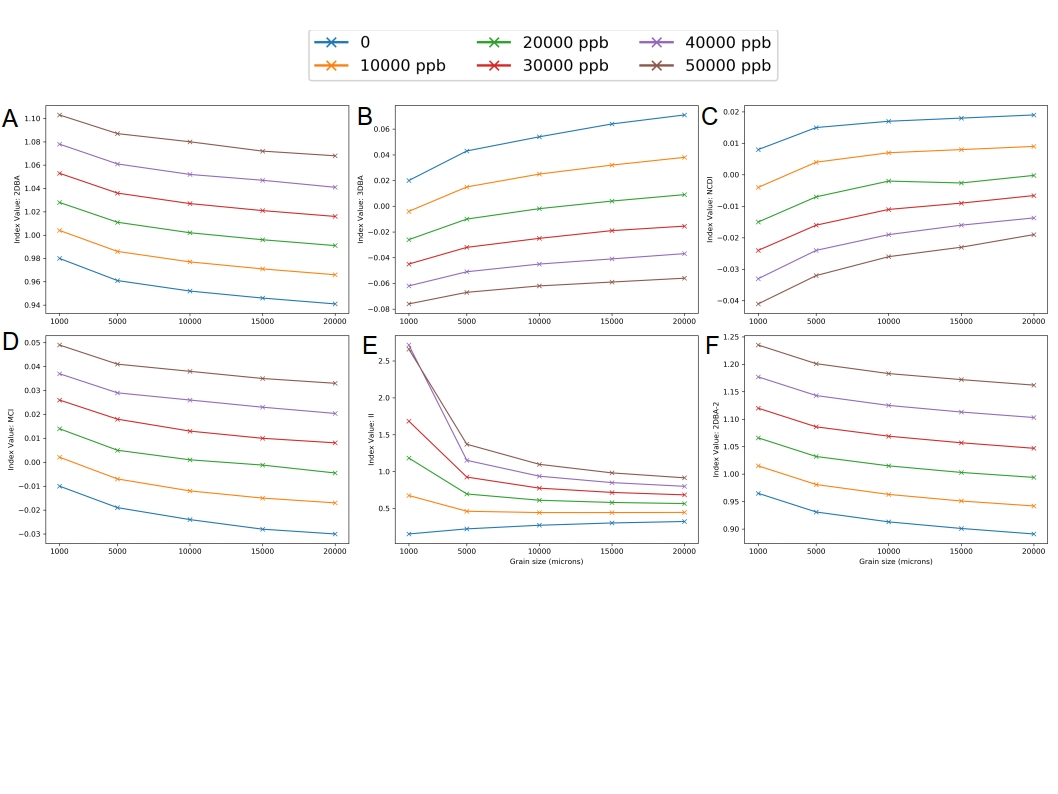 0 20000 ppb 40000 ppb
10000 ppb 30000 ppb 50000 ppb
A
Index Value: 2DBA
1.10
1.08
1.06
1.04
1.02
1.00
0.98
0.96
0.94
1000 5000 10000 15000 20000
B
Index Value: 3DBA
0.06
0.04
0.02
0.00
−0.02
−0.04
−0.06
−0.08
1000 5000 10000 15000 20000
C
Index Value: NCDI
0.02
0.01
0.00
−0.01
−0.02
−0.03
−0.04
1000 5000 10000 15000 20000
D
Index Value: MCI
0.05
0.04
0.03
0.02
0.01
0.00
−0.01
−0.02
−0.03
1000 5000 10000 15000 20000
E
Index Value: II
2.5
2.0
1.5
1.0
0.5
1000 5000 10000 15000 20000
Grain size (microns)
F
Index Value: 2DBA-2
1.25
1.20
1.15
1.10
1.05
1.00
0.95
0.90
1000 5000 10000 15000 20000
Grain size (microns)